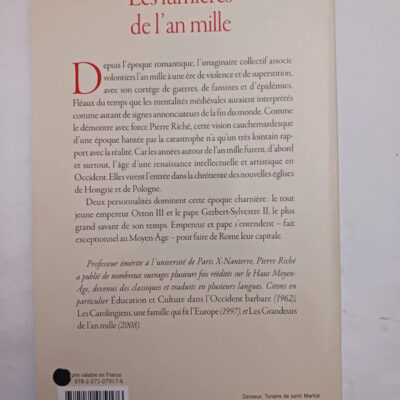 Les lumières
de l'an mille
Depuis l'époque romantique, l'imaginaire collectif associe
volontiers l'an mille à une ère de violence et de superstition,
avec son cortège de guerres, de famines et d'épidémies.
Fléaux du temps que les mentalités médiévales auraient interprétés
comme autant de signes annonciateurs de la fin du monde. Comme
le démontre avec force Pierre Riché, cette vision cauchemardesque
d'une époque hantée par la catastrophe n'a qu'un très lointain rap-
port avec la réalité. Car les années autour de l'an mille furent, d'abord
et surtout, l'âge d'une renaissance intellectuelle et artistique en
Occident. Elles virent l'entrée dans la chrétienté des nouvelles églises
de Hongrie et de Pologne.
Deux personnalités dominent cette époque charnière : le tout
jeune empereur Otton III et le pape Gerbert-Sylvestre II, le plus
grand savant de son temps. Empereur et pape s'entendent – fait
exceptionnel au Moyen-Âge – pour faire de Rome leur capitale.
Professeur émérite à l'université de Paris X-Nanterre, Pierre Riché
a publié de nombreux ouvrages plusieurs fois réédités sur le Haut Moyen-
Âge, devenus des classiques et traduits en plusieurs langues. Citons en
particulier Éducation et Culture dans l'Occident barbare (1962),
Les Carolingiens, une famille qui fit l'Europe (1997), et Les Grandeurs
de l'an mille (2008).
prix valable en France
978-2-271-07917-6
Danseur, Tonaire de saint Martial